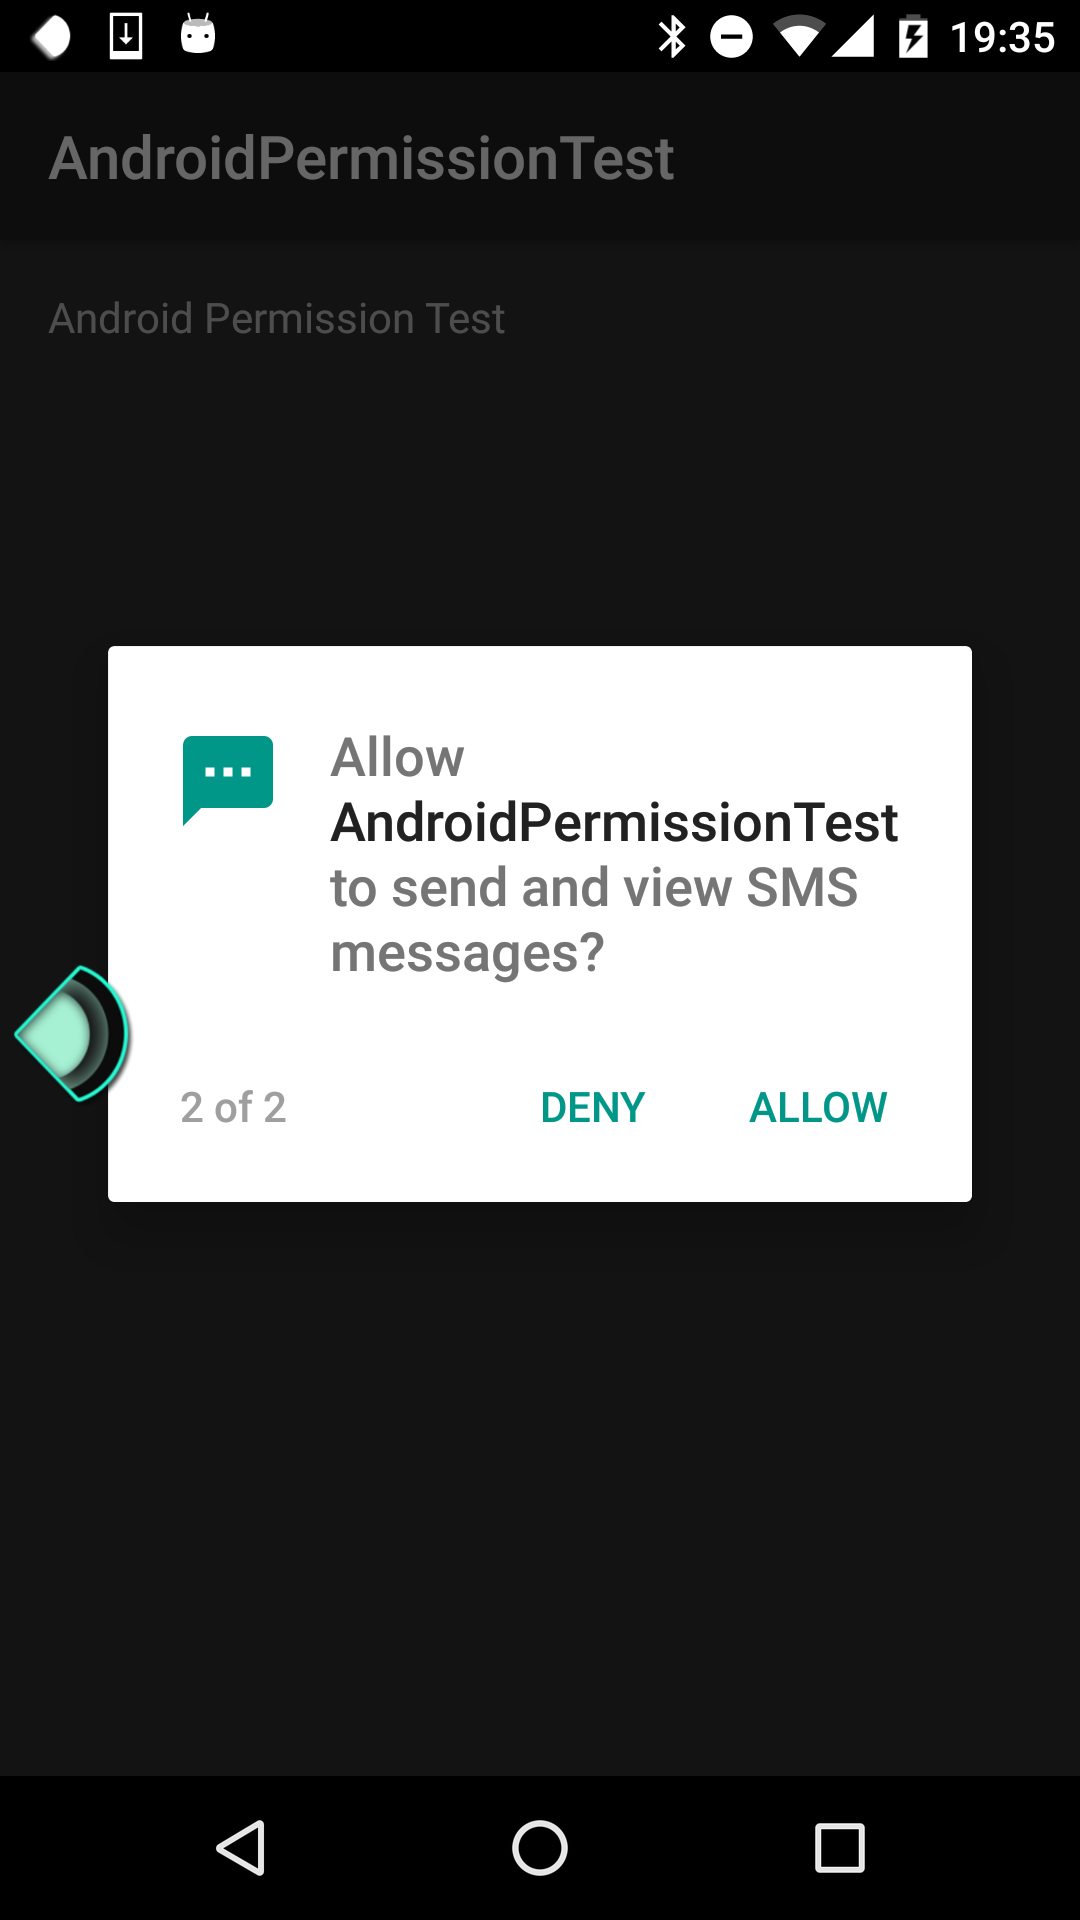 19:35
AndroidPermissionTest
Android Permission Test
Allow
AndroidPermissionTest
to send and view SMS
messages?
2 of 2
DENY
ALLOW